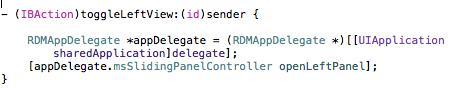 - (IBAction)toggleLeftView:(id)sender {
RDMAppDelegate *appDelegate = (RDMAppDelegate *)[[UIApplication
sharedApplication]delegate];
[appDelegate.msSlidingPanelController openLeftPanel];
}